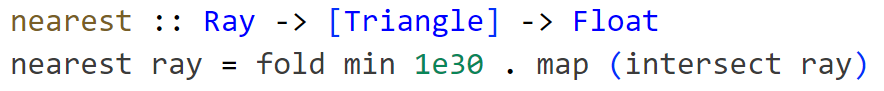 nearest :: Ray -> [Triangle] -> Float
nearest ray = fold min 1e30 . map (intersect ray)